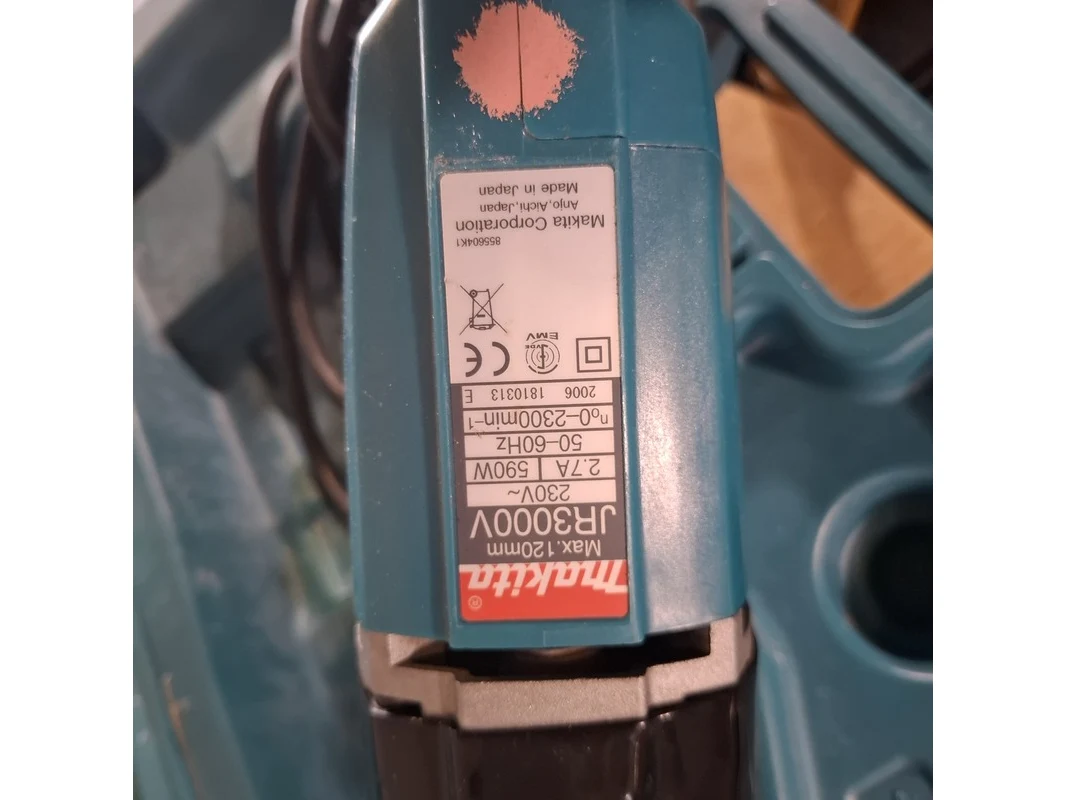 makita®
Max.120mm
JR3000V
230V~
2.7A 590W
50–60Hz
n₀0–2300min⁻¹
2006 1810313 E
VDE
EMV
CE
855604K1
Makita Corporation
Anjo,Aichi,Japan
Made in Japan